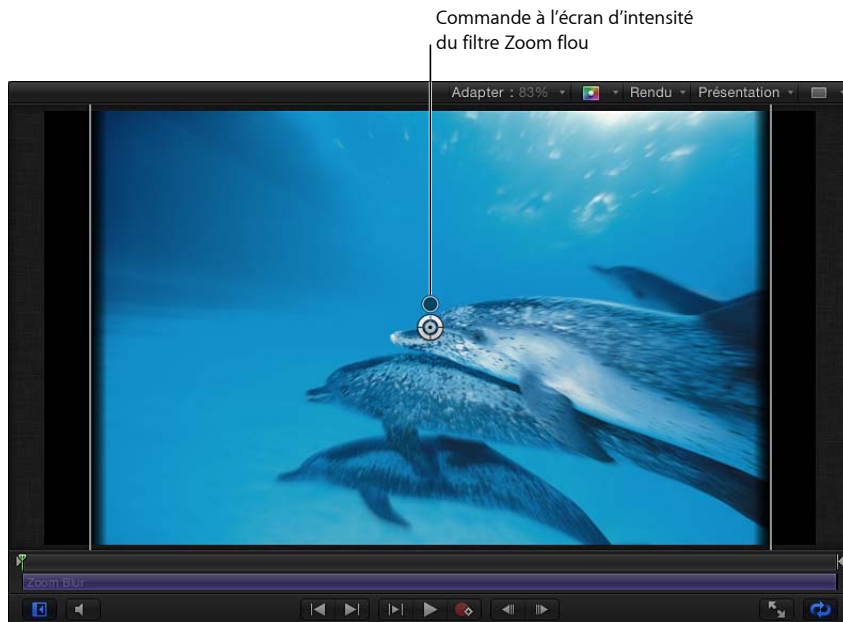 Commande à l’écran d’intensité
du filtre Zoom flou
Adapter : 83% Rendu Présentation
Zoom Blur